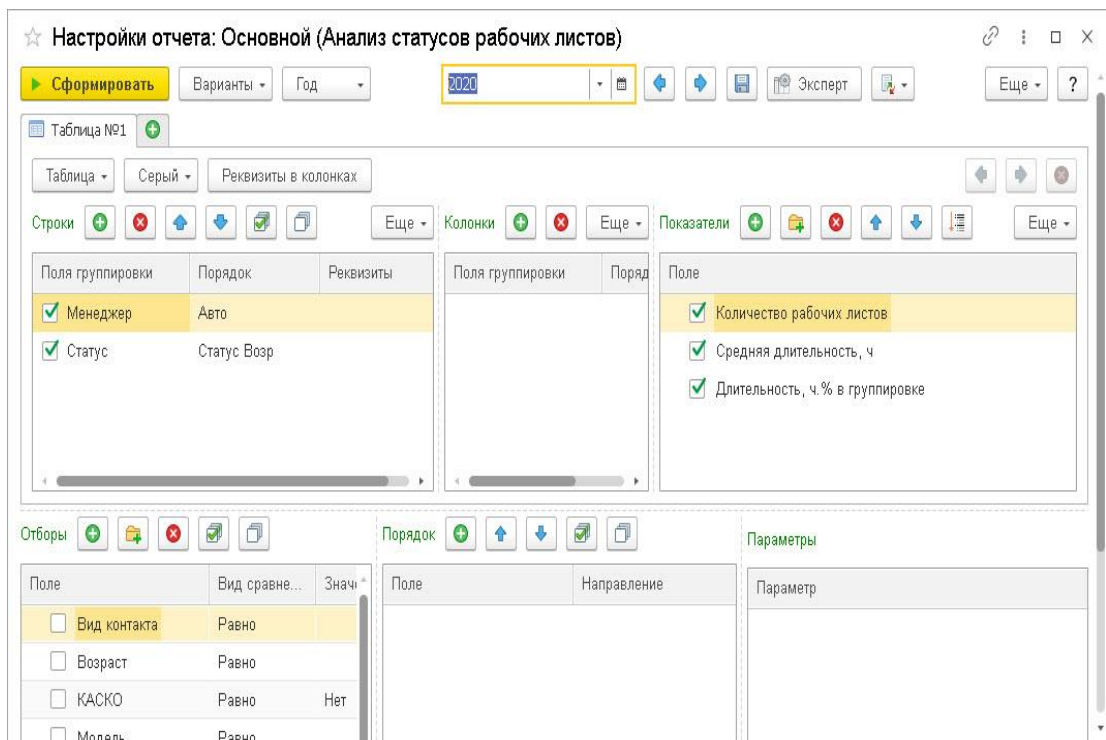 Настройки отчета: Основной (Анализ статусов рабочих листов)
Сформировать Варианты Год 2020 Эксперт Еще ?
Таблица №1
Таблица Серый Реквизиты в колонках
Строки Еще Колонки Еще Показатели Еще
Поля группировки Порядок Реквизиты Поля группировки Поряд Поле
Менеджер Авто Количество рабочих листов
Статус Статус Возр Средняя длительность, ч
Длительность, ч.% в группировке
Отборы Порядок Параметры
Поле Вид сравне... Значе Поле Направление Параметр
Вид контакта Равно
Возраст Равно
КАСКО Равно Нет
Модель Равно